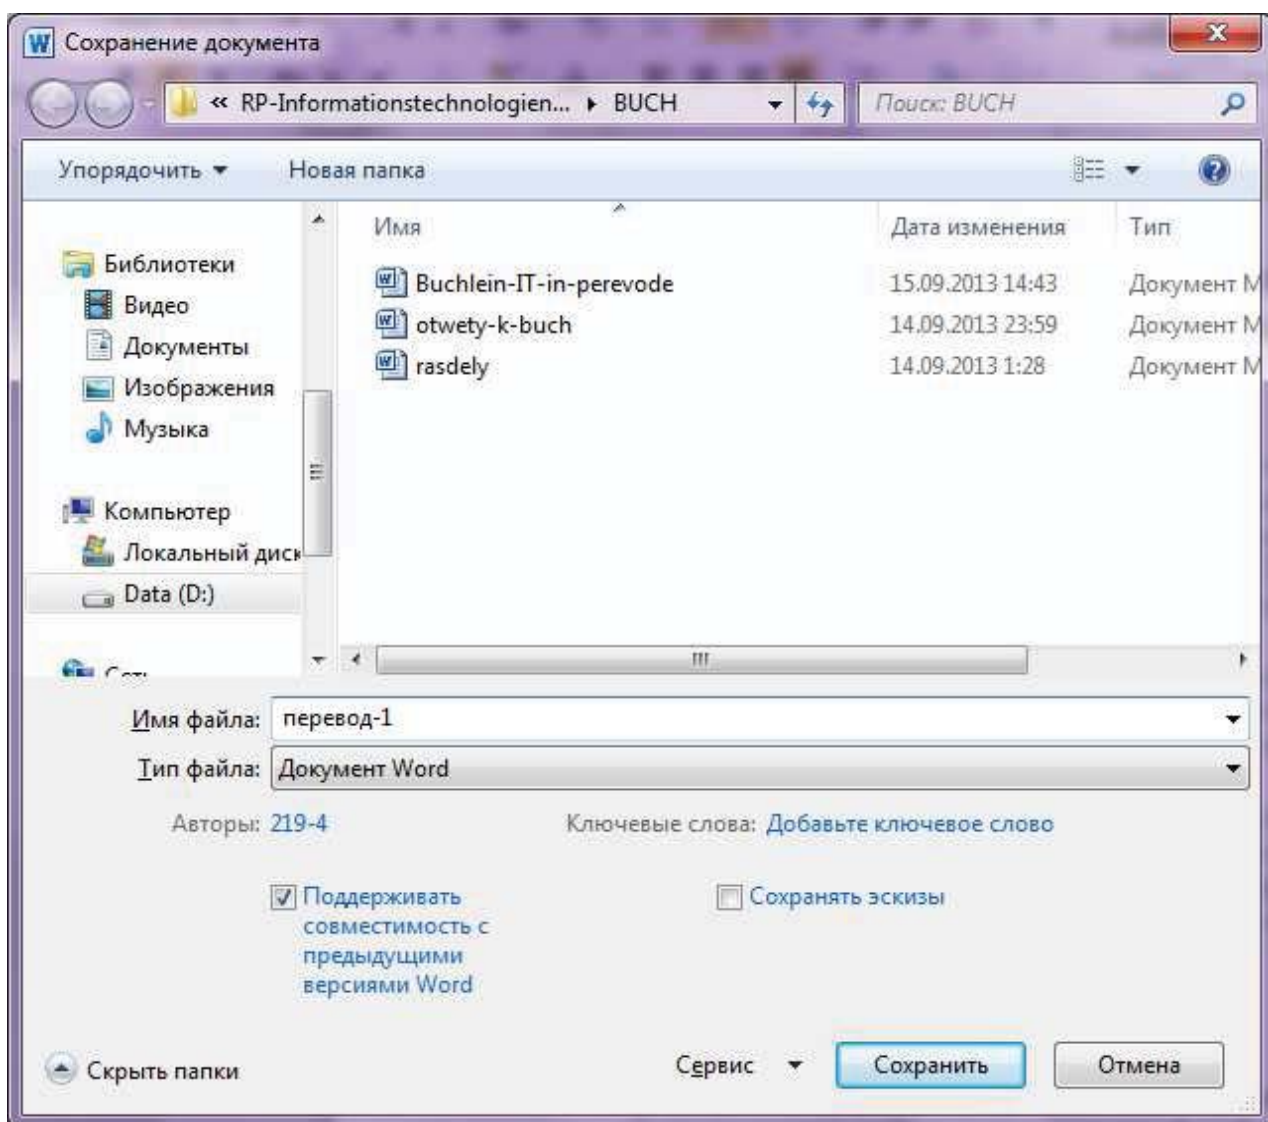 Сохранение документа
« RP-Informationstechnologien... ▸ BUCH
Поиск: BUCH
Упорядочить
Новая папка
Имя
Дата изменения
Тип
Библиотеки
Видео
Документы
Изображения
Музыка
Компьютер
Локальный диск
Data (D:)
Buchlein-IT-in-perevode 15.09.2013 14:43 Документ M
otwety-k-buch 14.09.2013 23:59 Документ M
rasdely 14.09.2013 1:28 Документ M
Имя файла: перевод-1
Тип файла: Документ Word
Авторы: 219-4
Ключевые слова: Добавьте ключевое слово
Поддерживать
совместимость с
предыдущими
версиями Word
Сохранять эскизы
Скрыть папки
Сервис
Сохранить
Отмена